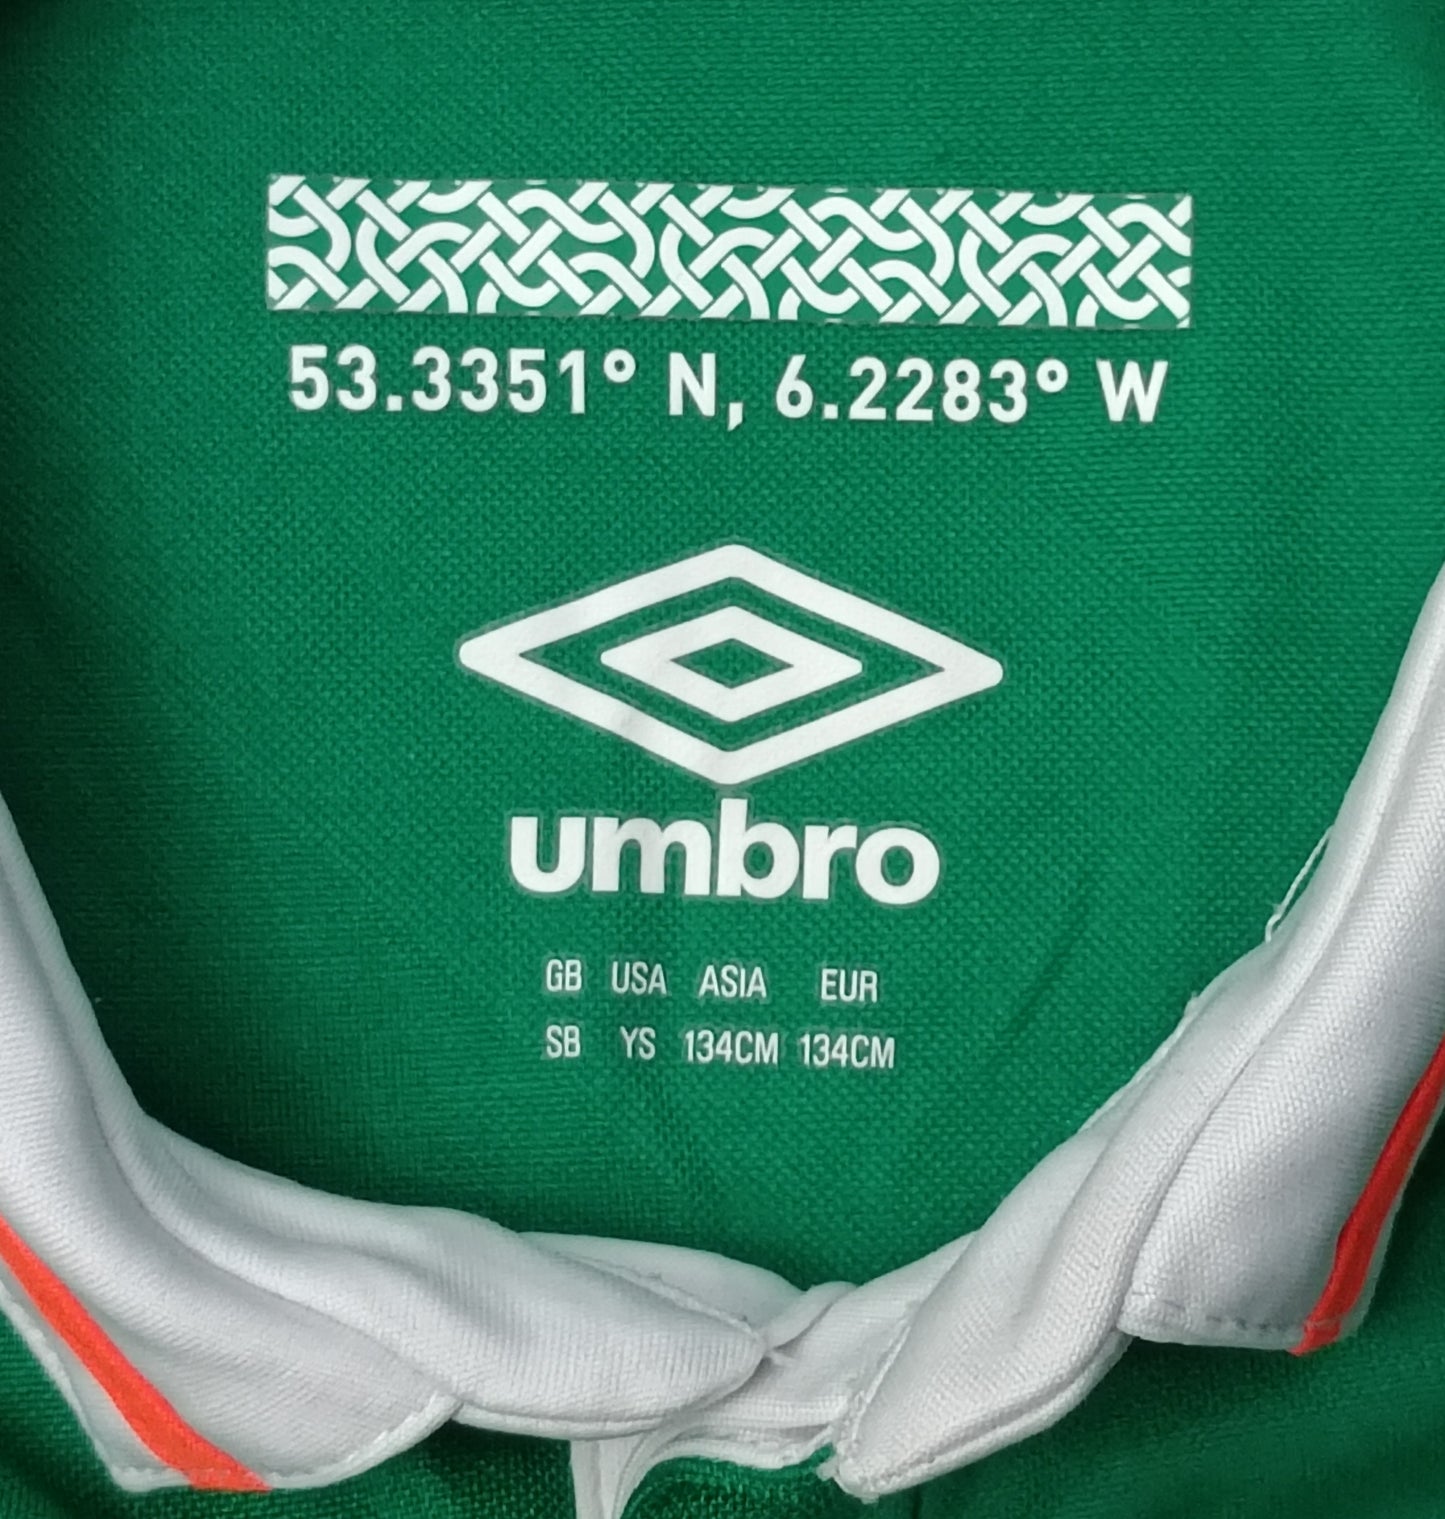 53.3351° N, 6.2283° W
umbro
GB USA ASIA EUR
SB YS 134CM 134CM